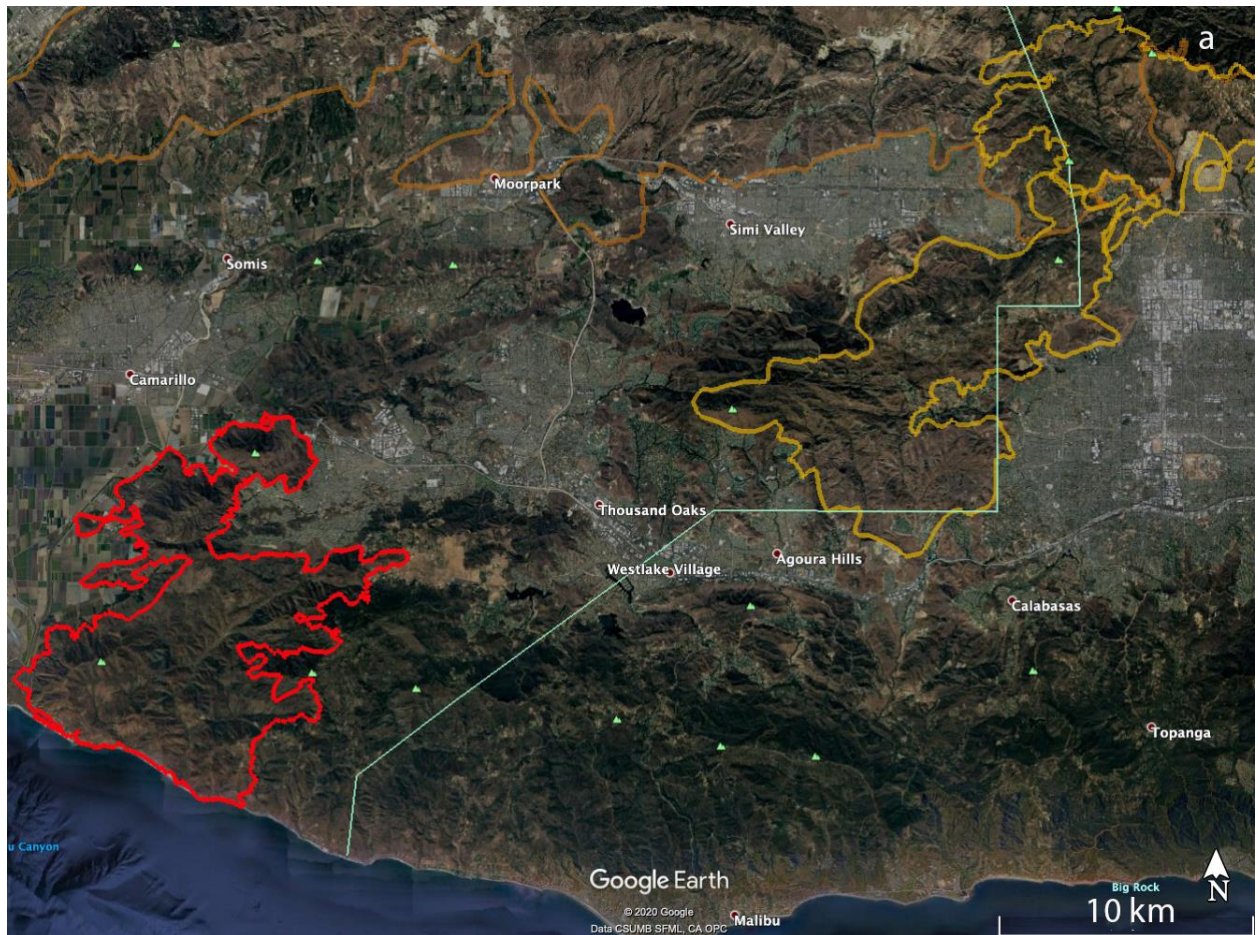 a
Moorpark
Simi Valley
Somis
Camarillo
Thousand Oaks
Agoura Hills
Westlake Village
Calabasas
Topanga
u Canyon
Google Earth
© 2020 Google
Data CSUMB SFML, CA OPC
Malibu
Big Rock
10 km
N